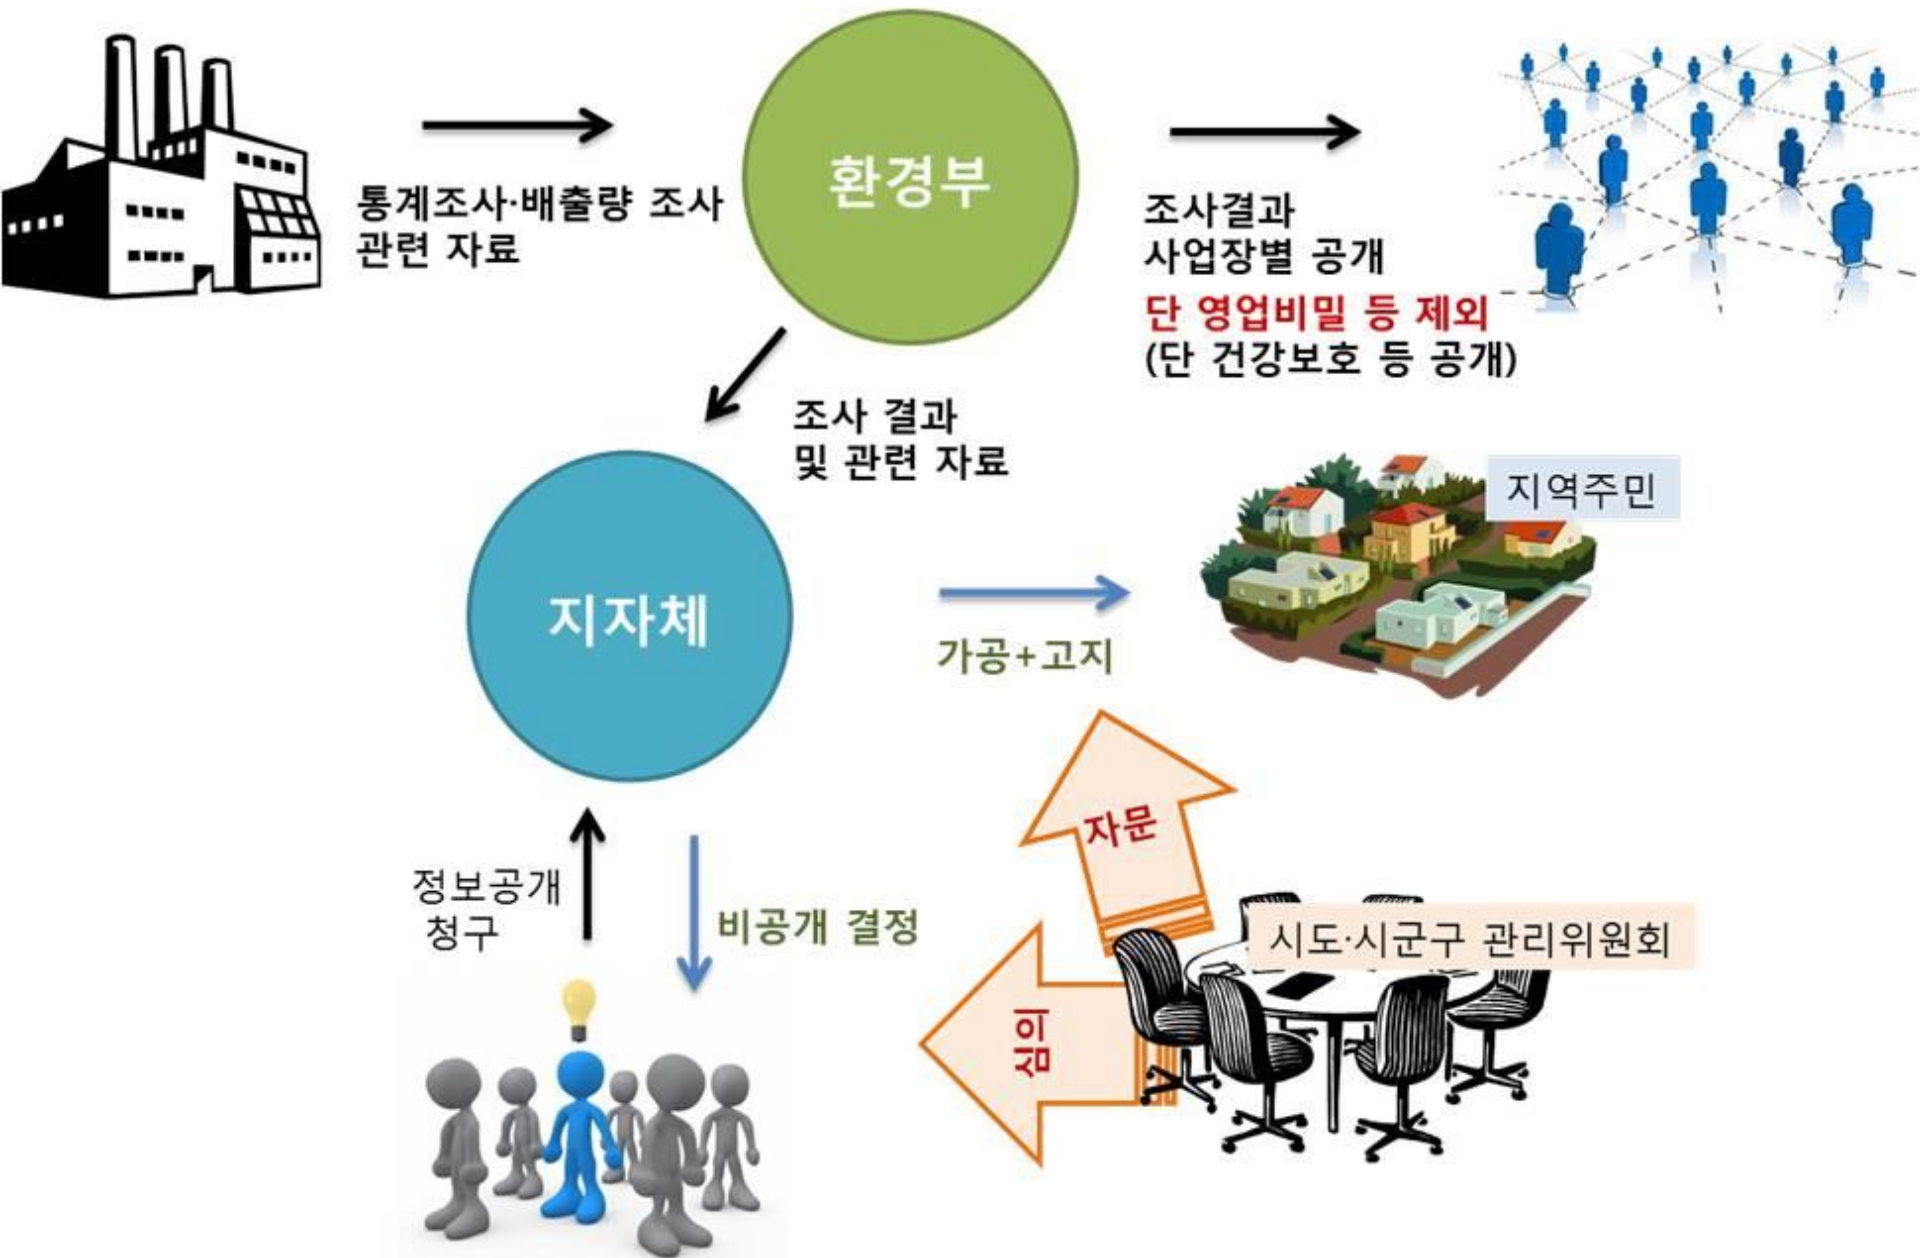 환경부
통계조사·배출량 조사
관련 자료
조사결과
사업장별 공개
단 영업비밀 등 제외
(단 건강보호 등 공개)
조사 결과
및 관련 자료
지역주민
지자체
가공+고지
자문
정보공개
청구
비공개 결정
시도·시군구 관리위원회
심의